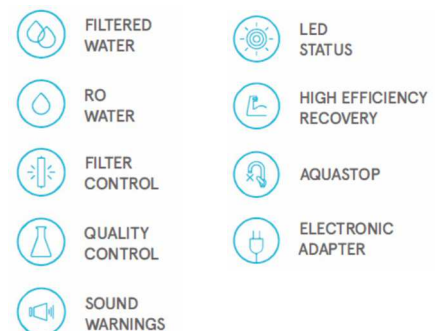 FILTERED
WATER
RO
WATER
FILTER
CONTROL
QUALITY
CONTROL
SOUND
WARNINGS
LED
STATUS
HIGH EFFICIENCY
RECOVERY
AQUASTOP
ELECTRONIC
ADAPTER